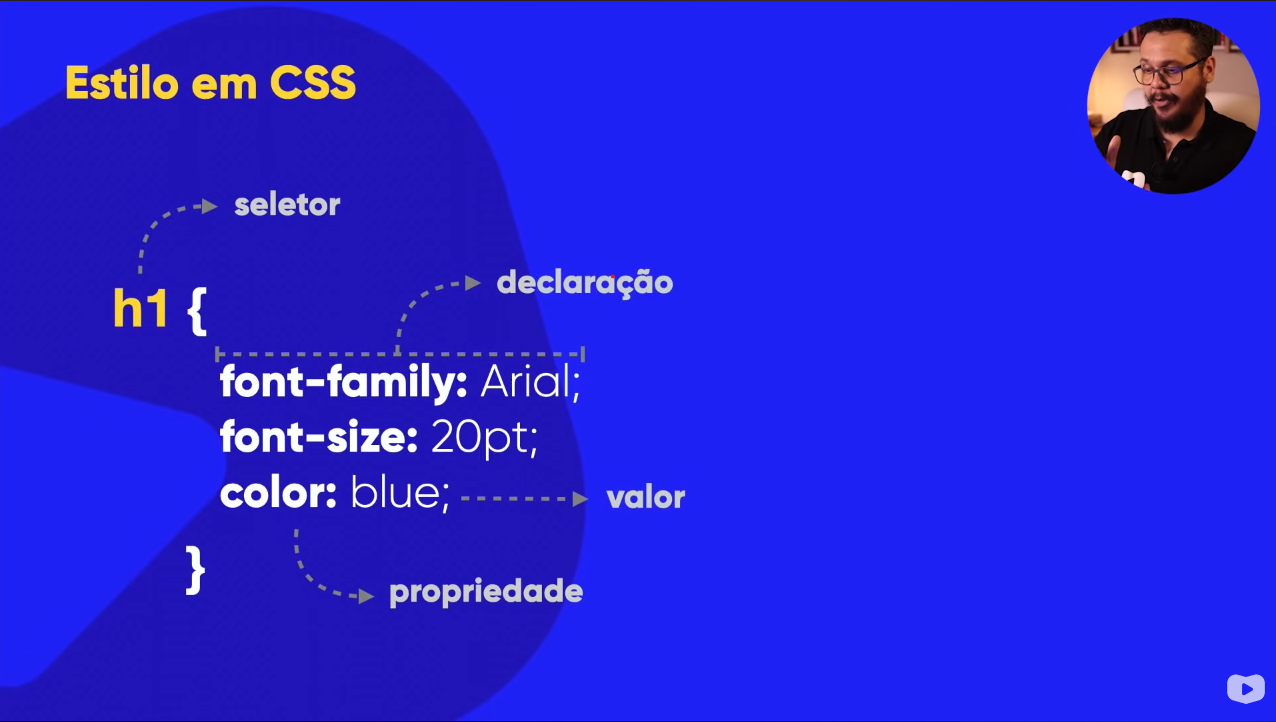 Estilo em CSS
seletor
declaração
h1 {
font-family: Arial;
font-size: 20pt;
color: blue;
valor
}
propriedade